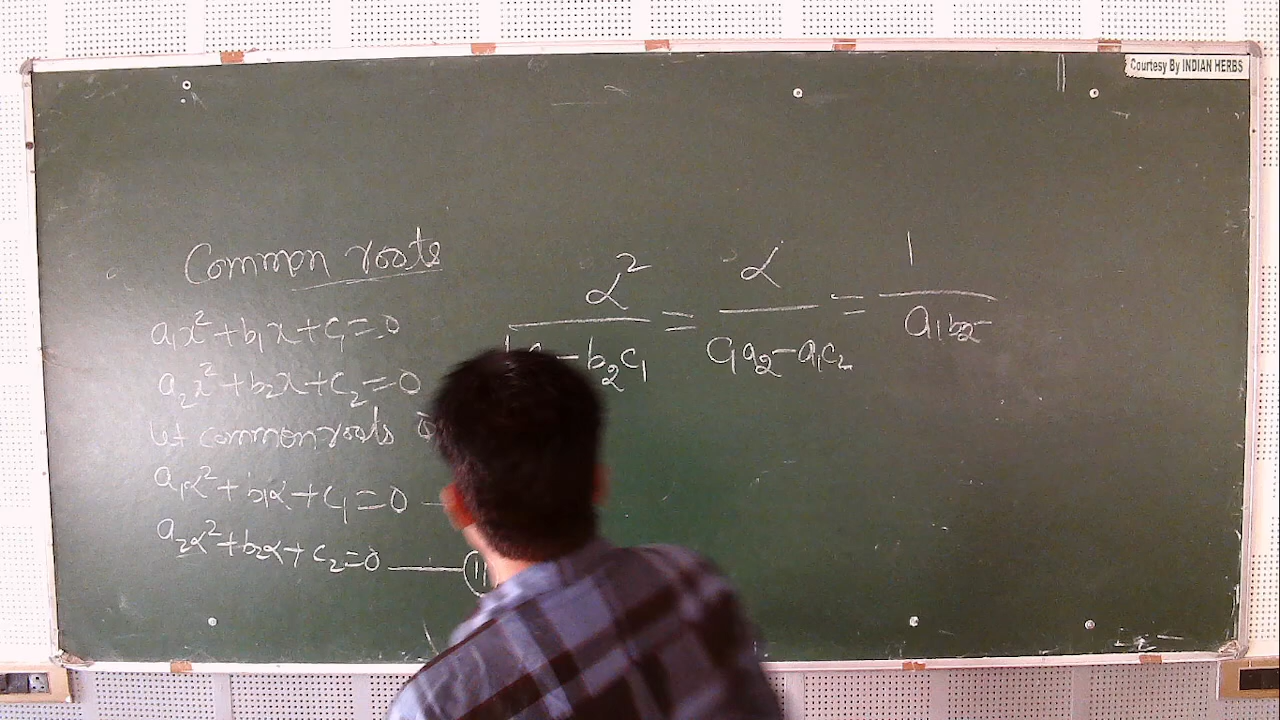 Courtesy By INDIAN HERBS
Common roots
a₁x²+b₁x+c₁=0
a₂x²+b₂x+c₂=0
let common roots
a₁α²+b₁α+c₁=0 —
a₂α²+b₂α+c₂=0 —— (11
α² / -b₂c₁ = α / c₁a₂-a₁c₂ = 1 / a₁b₂-